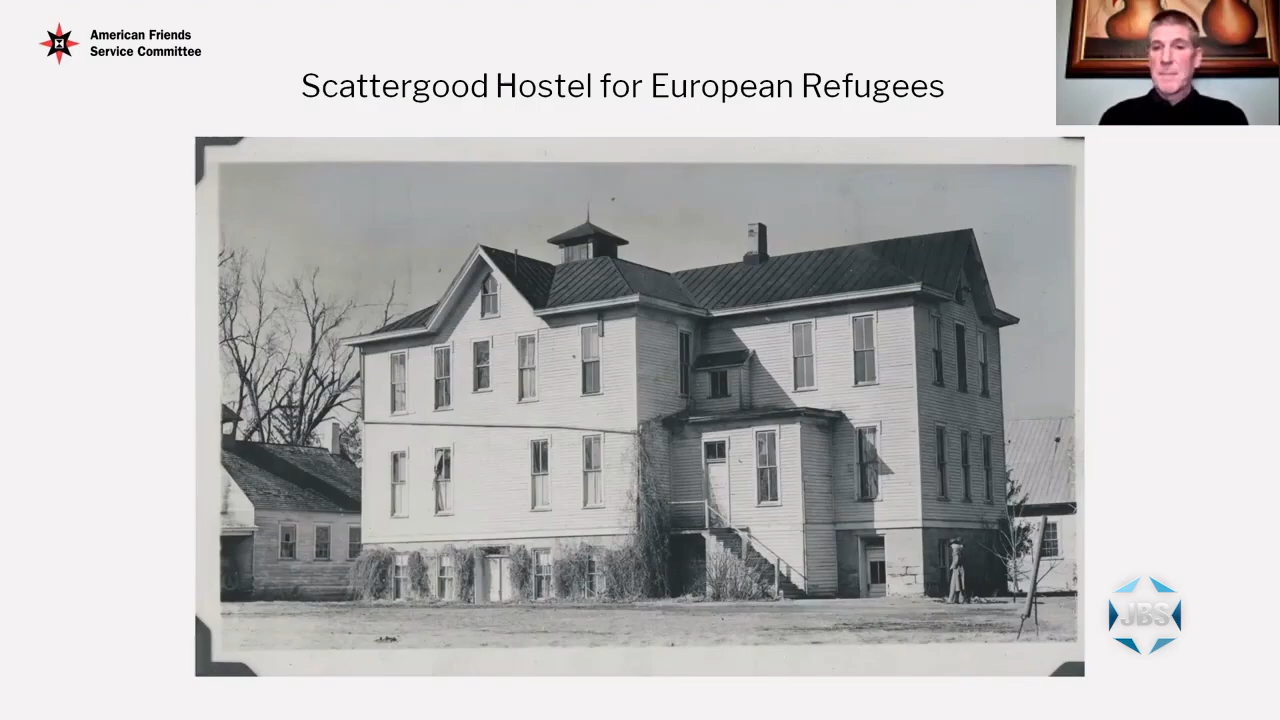 American Friends
Service Committee
Scattergood Hostel for European Refugees
JBS